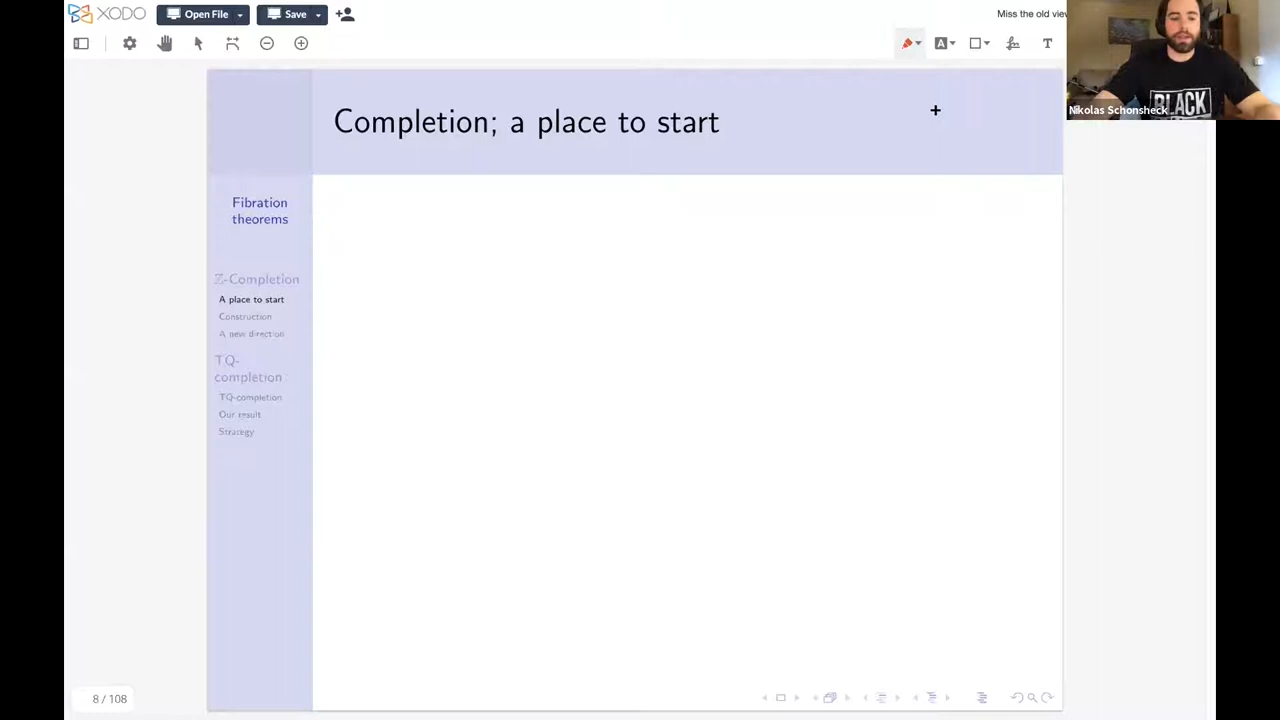 XODO
Open File
Save
Miss the old view
T
A
Nikolas Schonsheck
BLACK
Completion; a place to start
Fibration
theorems
Z-Completion
A place to start
Construction
A new direction
TQ-
completion
TQ-completion
Our result
Strategy
8 / 108